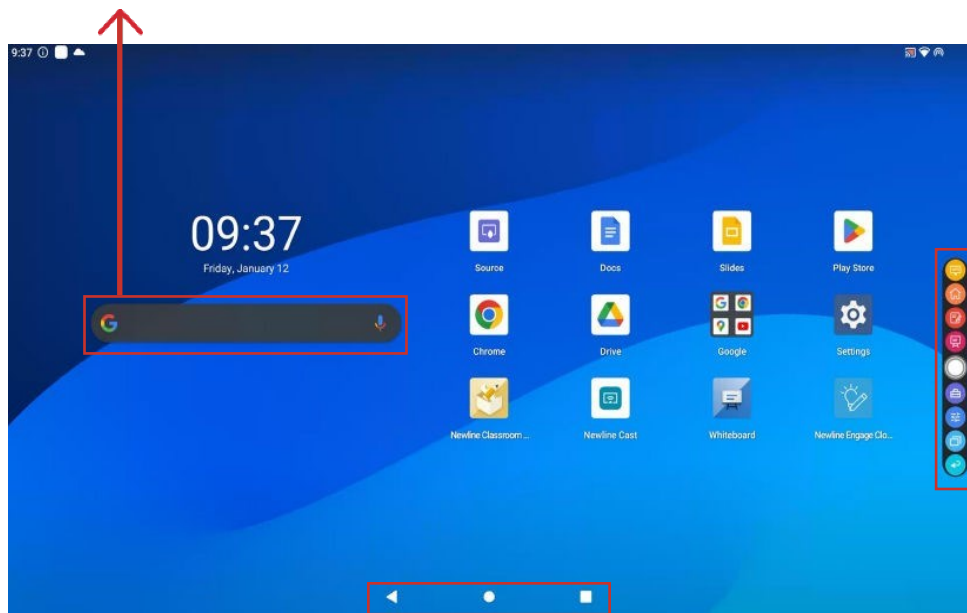 9:37
09:37
Friday, January 12
Source Docs Slides Play Store
Chrome Drive Google Settings
Newline Classroom... Newline Cast Whiteboard Newline Engage Clo...